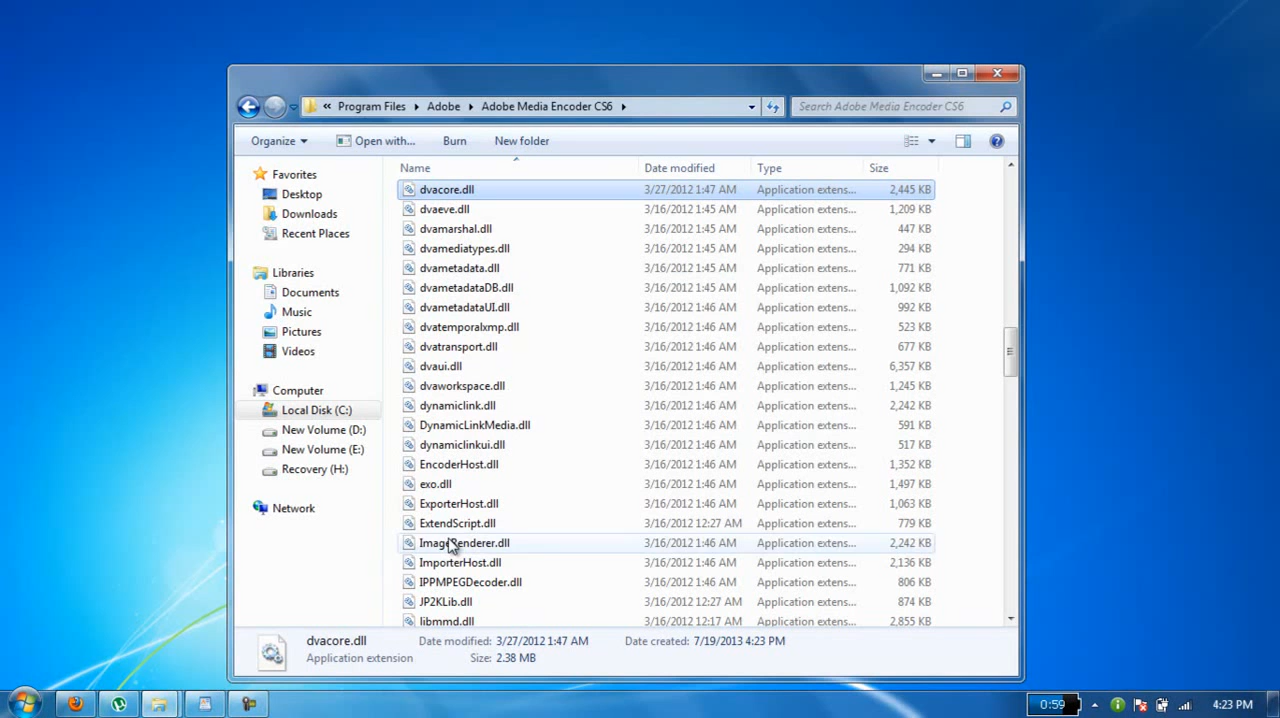 « Program Files ▸ Adobe ▸ Adobe Media Encoder CS6 ▸
Search Adobe Media Encoder CS6
Organize Open with... Burn New folder
Name Date modified Type Size
dvacore.dll 3/27/2012 1:47 AM Application extens... 2,445 KB
dvaeve.dll 3/16/2012 1:45 AM Application extens... 1,209 KB
dvamarshal.dll 3/16/2012 1:45 AM Application extens... 447 KB
dvamediatypes.dll 3/16/2012 1:45 AM Application extens... 294 KB
dvametadata.dll 3/16/2012 1:45 AM Application extens... 771 KB
dvametadataDB.dll 3/16/2012 1:46 AM Application extens... 1,092 KB
dvametadataUI.dll 3/16/2012 1:46 AM Application extens... 992 KB
dvatemporalxmp.dll 3/16/2012 1:46 AM Application extens... 523 KB
dvatransport.dll 3/16/2012 1:46 AM Application extens... 677 KB
dvaui.dll 3/16/2012 1:46 AM Application extens... 6,357 KB
dvaworkspace.dll 3/16/2012 1:46 AM Application extens... 1,245 KB
dynamiclink.dll 3/16/2012 1:46 AM Application extens... 2,242 KB
DynamicLinkMedia.dll 3/16/2012 1:46 AM Application extens... 591 KB
dynamiclinkui.dll 3/16/2012 1:46 AM Application extens... 517 KB
EncoderHost.dll 3/16/2012 1:46 AM Application extens... 1,352 KB
exo.dll 3/16/2012 1:46 AM Application extens... 1,497 KB
ExporterHost.dll 3/16/2012 1:46 AM Application extens... 1,063 KB
ExtendScript.dll 3/16/2012 12:27 AM Application extens... 779 KB
ImageRenderer.dll 3/16/2012 1:46 AM Application extens... 2,242 KB
ImporterHost.dll 3/16/2012 1:46 AM Application extens... 2,136 KB
IPPMPEGDecoder.dll 3/16/2012 1:46 AM Application extens... 806 KB
JP2KLib.dll 3/16/2012 12:27 AM Application extens... 874 KB
libmmd.dll 3/16/2012 12:17 AM Application extens... 2,855 KB
Favorites
Desktop
Downloads
Recent Places
Libraries
Documents
Music
Pictures
Videos
Computer
Local Disk (C:)
New Volume (D:)
New Volume (E:)
Recovery (H:)
Network
dvacore.dll Date modified: 3/27/2012 1:47 AM Date created: 7/19/2013 4:23 PM
Application extension Size: 2.38 MB
0:59 4:23 PM